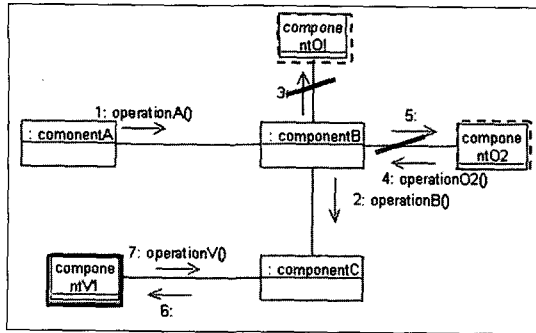 compone
ntO1
3:
1: operationA()
: comonentA
: componentB
5:
compone
ntO2
4: operationO2()
2: operationB()
7: operationV()
compone
ntV1
: componentC
6: